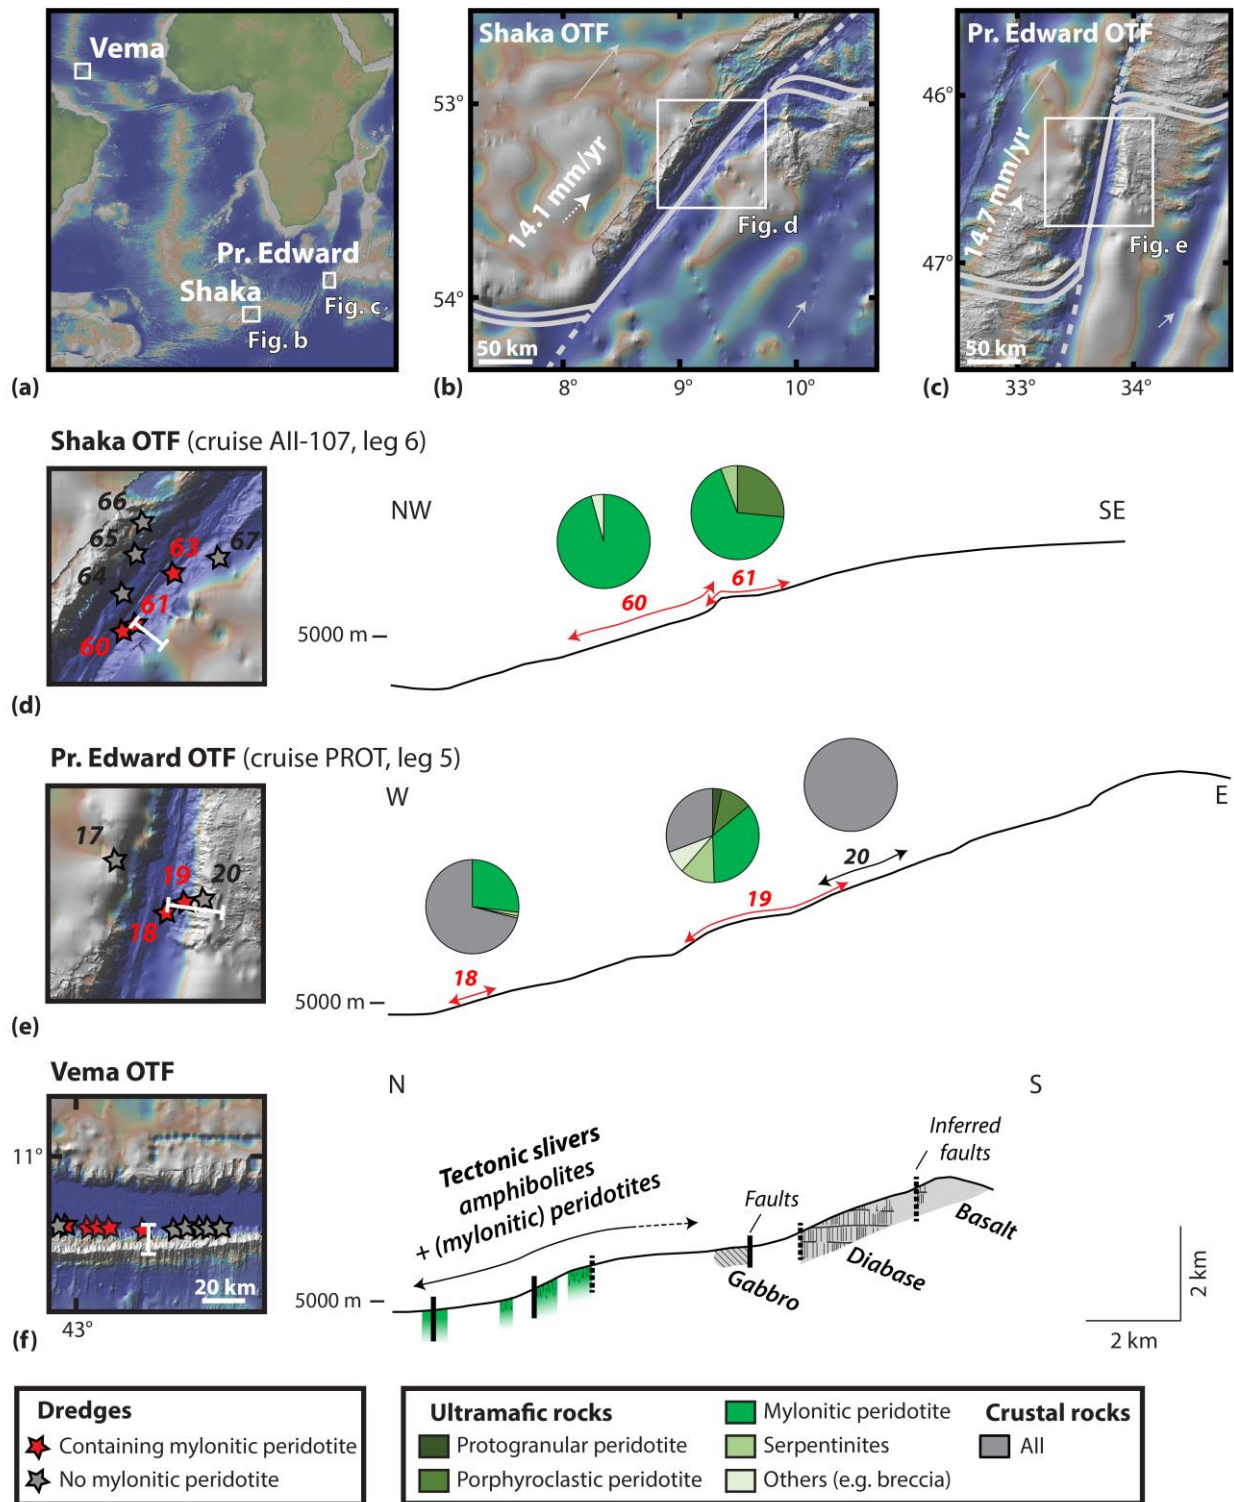 Vema
Pr. Edward
Fig. c
Shaka
Fig. b
(a)
Shaka OTF
53°
54°
14.1 mm/yr
Fig. d
50 km
8°
9°
10°
(b)
Pr. Edward OTF
46°
47°
14.7 mm/yr
Fig. e
50 km
33°
34°
(c)
Shaka OTF (cruise AII-107, leg 6)
66
65
63
67
64
61
60
(d)
NW
SE
60
61
5000 m
Pr. Edward OTF (cruise PROT, leg 5)
17
19
20
18
(e)
W
E
20
19
18
5000 m
Vema OTF
11°
20 km
43°
(f)
N
S
Tectonic slivers
amphibolites
+ (mylonitic) peridotites
Faults
Inferred
faults
Gabbro
Diabase
Basalt
5000 m
2 km
2 km
Dredges
Containing mylonitic peridotite
No mylonitic peridotite
Ultramafic rocks
Protogranular peridotite
Porphyroclastic peridotite
Mylonitic peridotite
Serpentinites
Others (e.g. breccia)
Crustal rocks
All